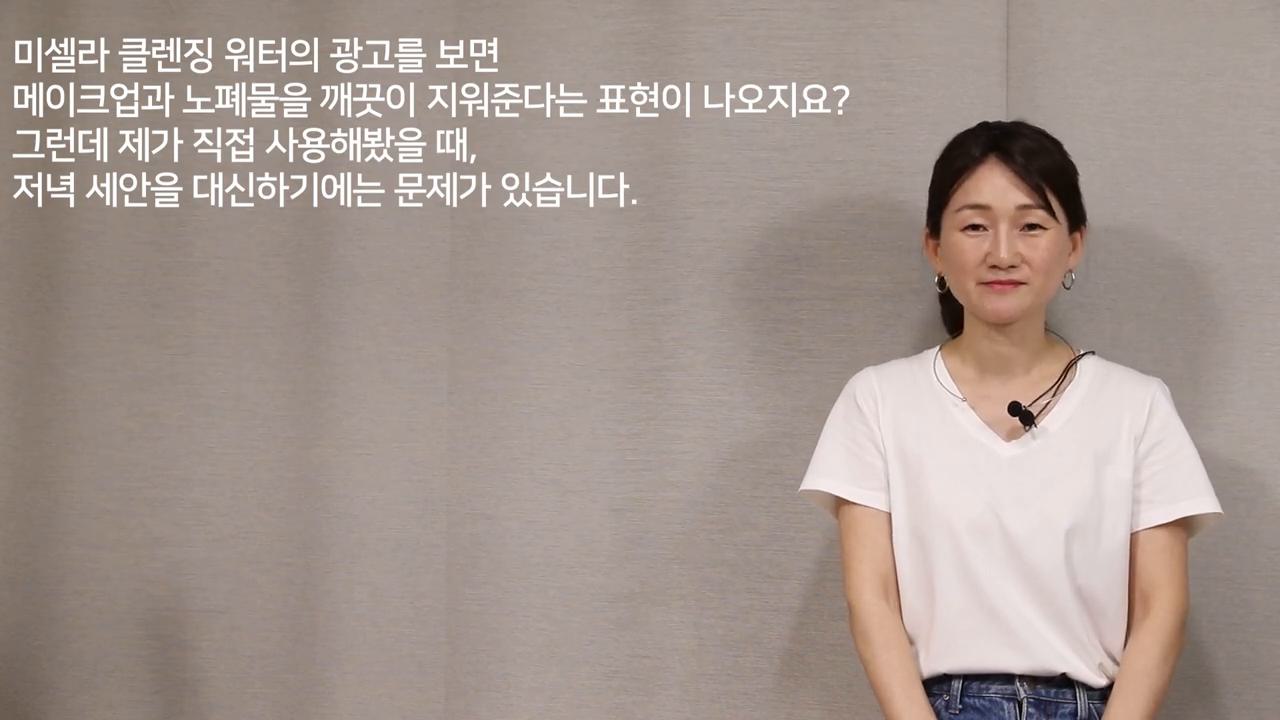 미셀라 클렌징 워터의 광고를 보면
메이크업과 노폐물을 깨끗이 지워준다는 표현이 나오지요?
그런데 제가 직접 사용해봤을 때,
저녁 세안을 대신하기에는 문제가 있습니다.